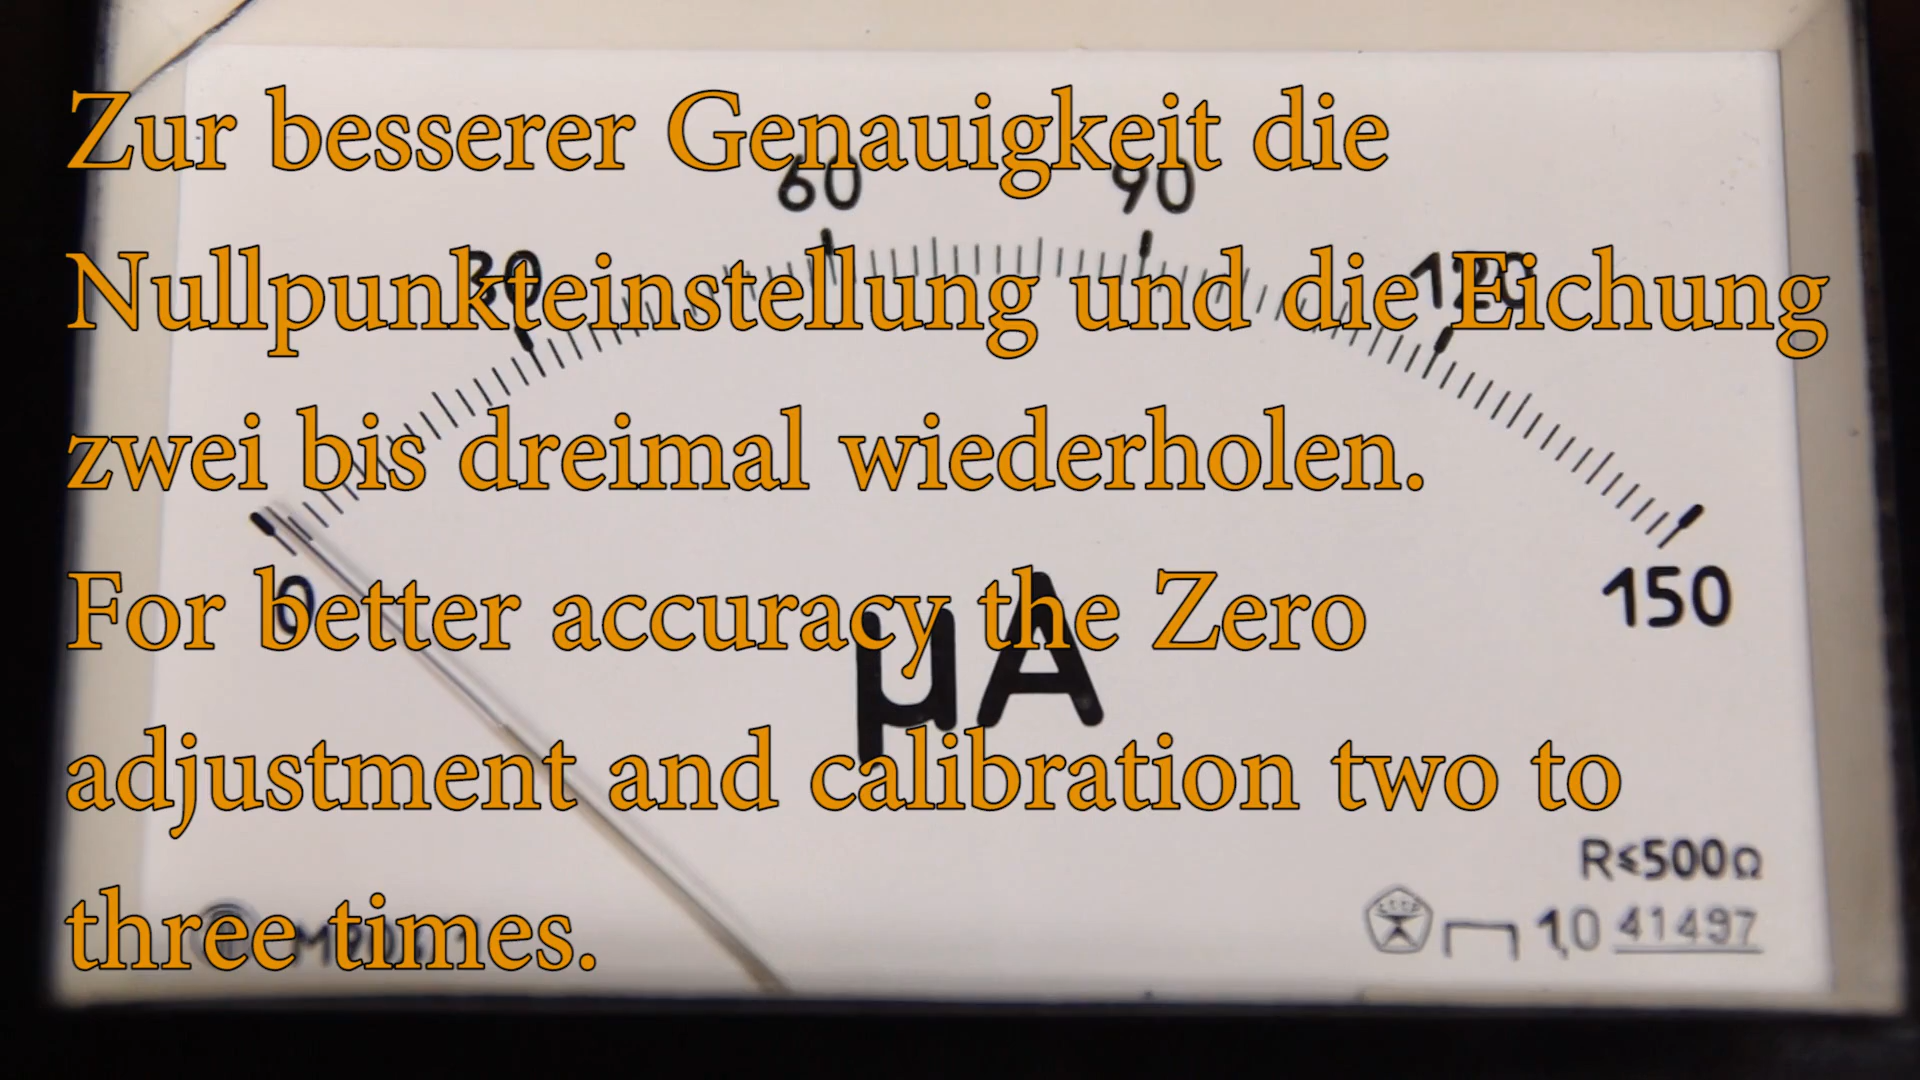 Zur besserer Genauigkeit die
Nullpunkteinstellung und die Eichung
zwei bis dreimal wiederholen.
For better accuracy the Zero
adjustment and calibration two to
three times.
0
30
60
90
120
150
µA
R≤500Ω
1,0 41497